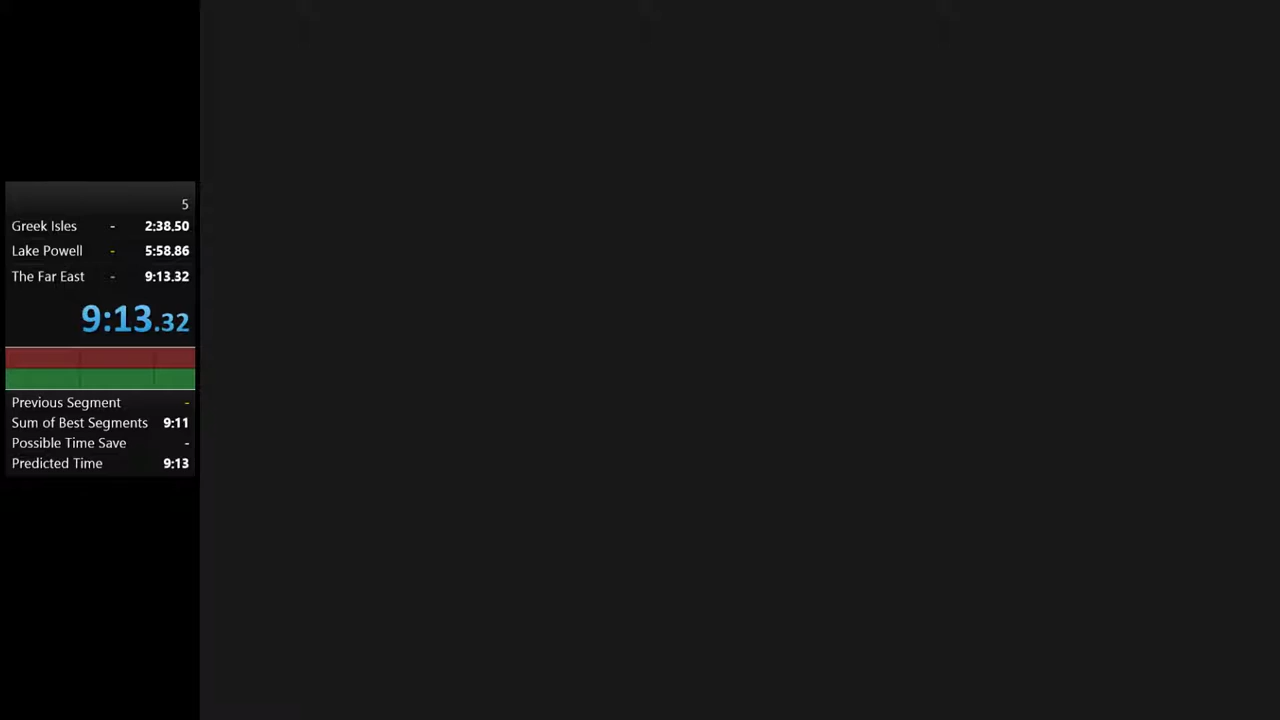 5
Greek Isles - 2:38.50
Lake Powell - 5:58.86
The Far East - 9:13.32
9:13.32
Previous Segment -
Sum of Best Segments 9:11
Possible Time Save -
Predicted Time 9:13